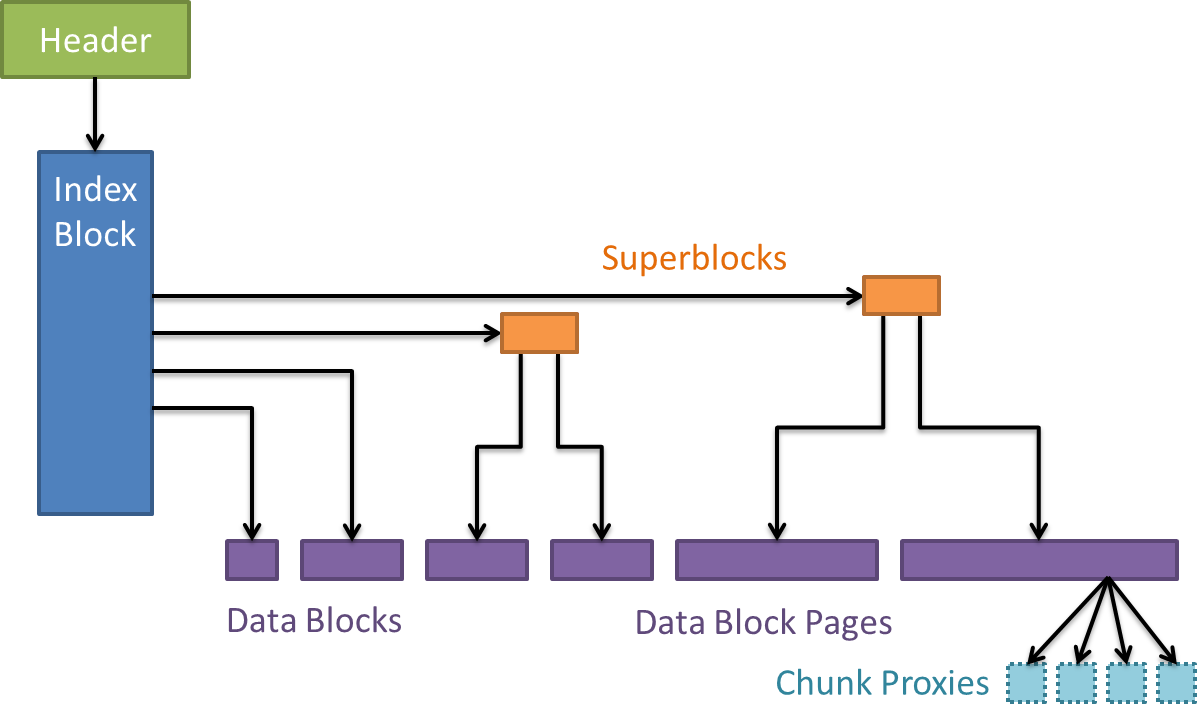 Header
Index
Block
Superblocks
Data Blocks
Data Block Pages
Chunk Proxies